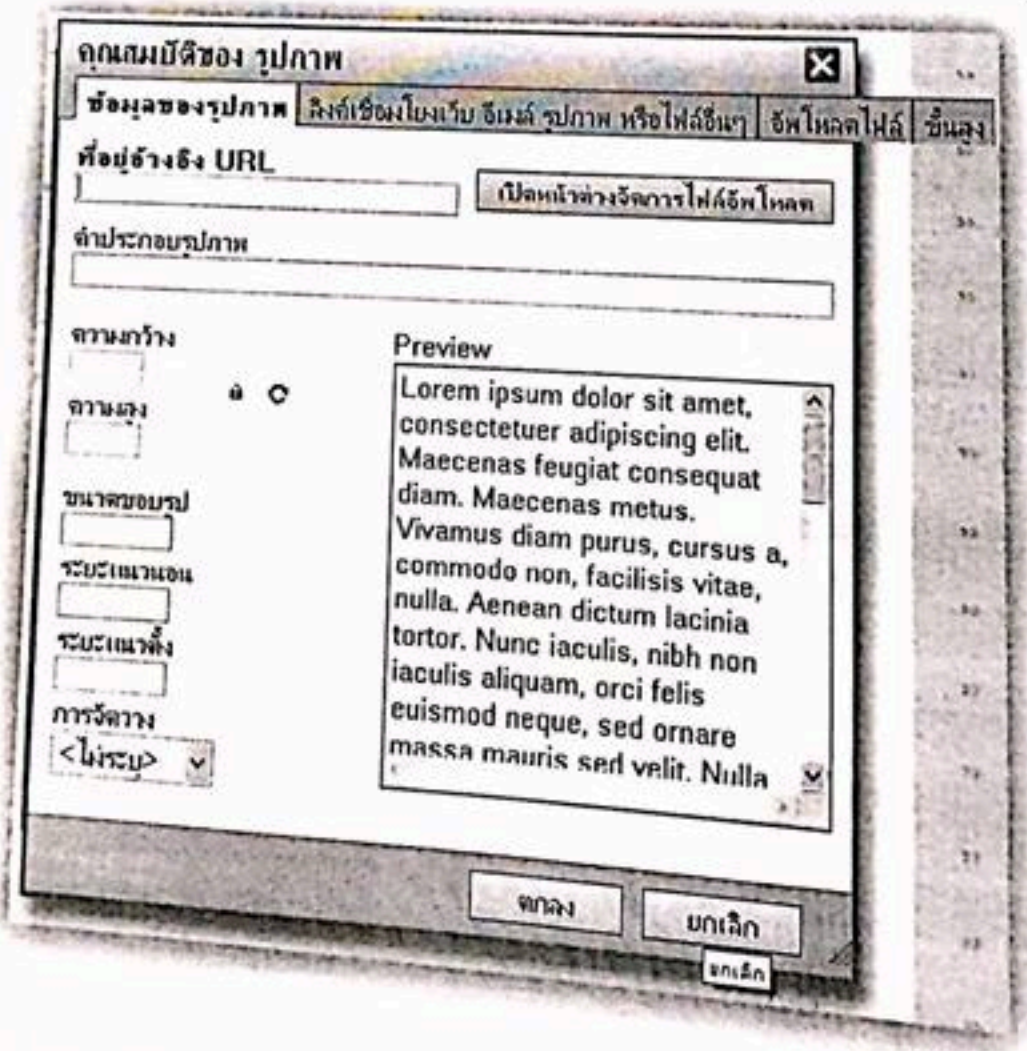 คุณสมบัติของ รูปภาพ
ข้อมูลของรูปภาพ ลิงค์เชื่อมโยงเว็บ อีเมล์ รูปภาพ หรือไฟล์อื่นๆ อัพโหลดไฟล์ ขั้นสูง
ที่อยู่อ้างอิง URL
เปิดหน้าต่างจัดการไฟล์อัพโหลด
คำประกอบรูปภาพ
ความกว้าง
ความสูง
ขนาดขอบรูป
ระยะแนวนอน
ระยะแนวตั้ง
การจัดวาง
<ไม่ระบุ>
Preview
Lorem ipsum dolor sit amet,
consectetuer adipiscing elit.
Maecenas feugiat consequat
diam. Maecenas metus.
Vivamus diam purus, cursus a,
commodo non, facilisis vitae,
nulla. Aenean dictum lacinia
tortor. Nunc iaculis, nibh non
iaculis aliquam, orci felis
euismod neque, sed ornare
massa mauris sed velit. Nulla
ตกลง
ยกเลิก
ยกเลิก